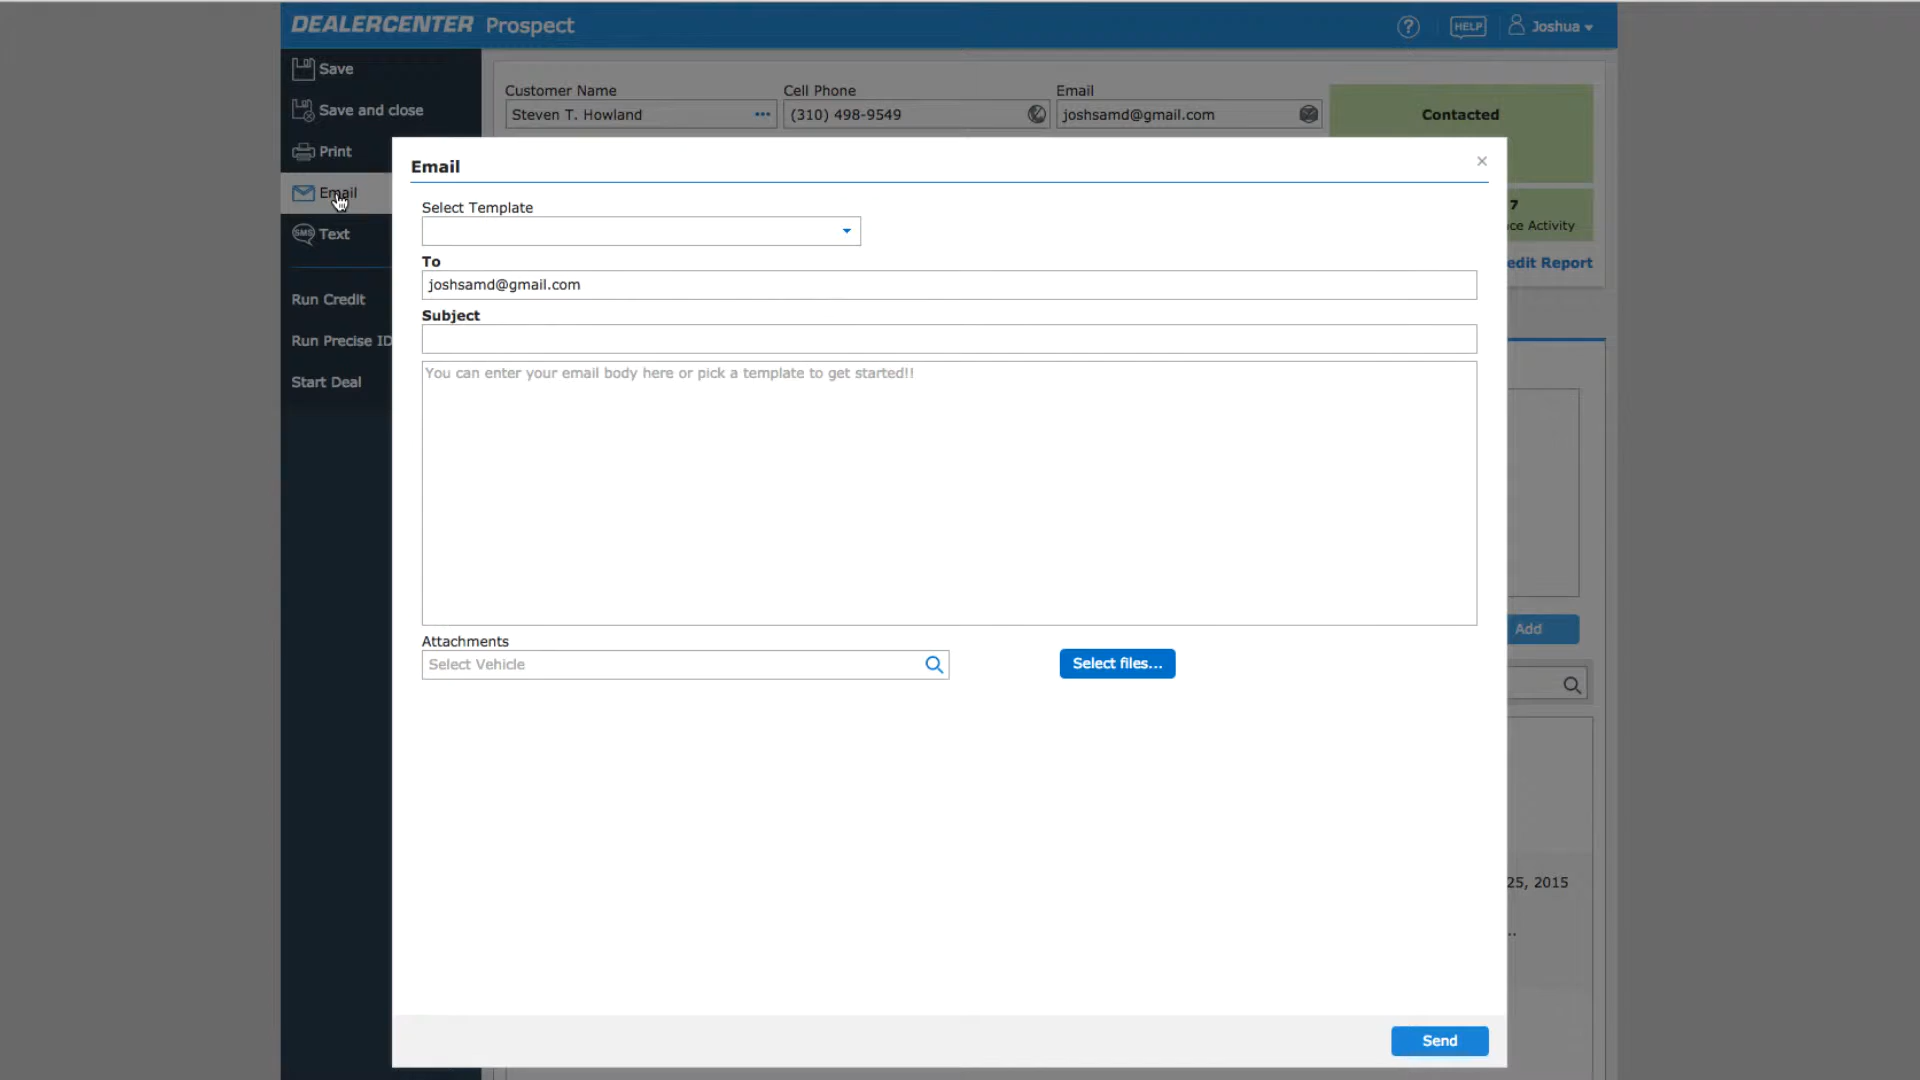 DEALERCENTER Prospect
? HELP Joshua
Save
Save and close
Print
Email
SMS Text
Run Credit
Run Precise ID
Start Deal
Customer Name
Steven T. Howland ...
Cell Phone
(310) 498-9549
Email
joshsamd@gmail.com
Contacted
7
ce Activity
edit Report
Email ×
Select Template
To
joshsamd@gmail.com
Subject
You can enter your email body here or pick a template to get started!!
Attachments
Select Vehicle
Select files...
Add
25, 2015
..
Send